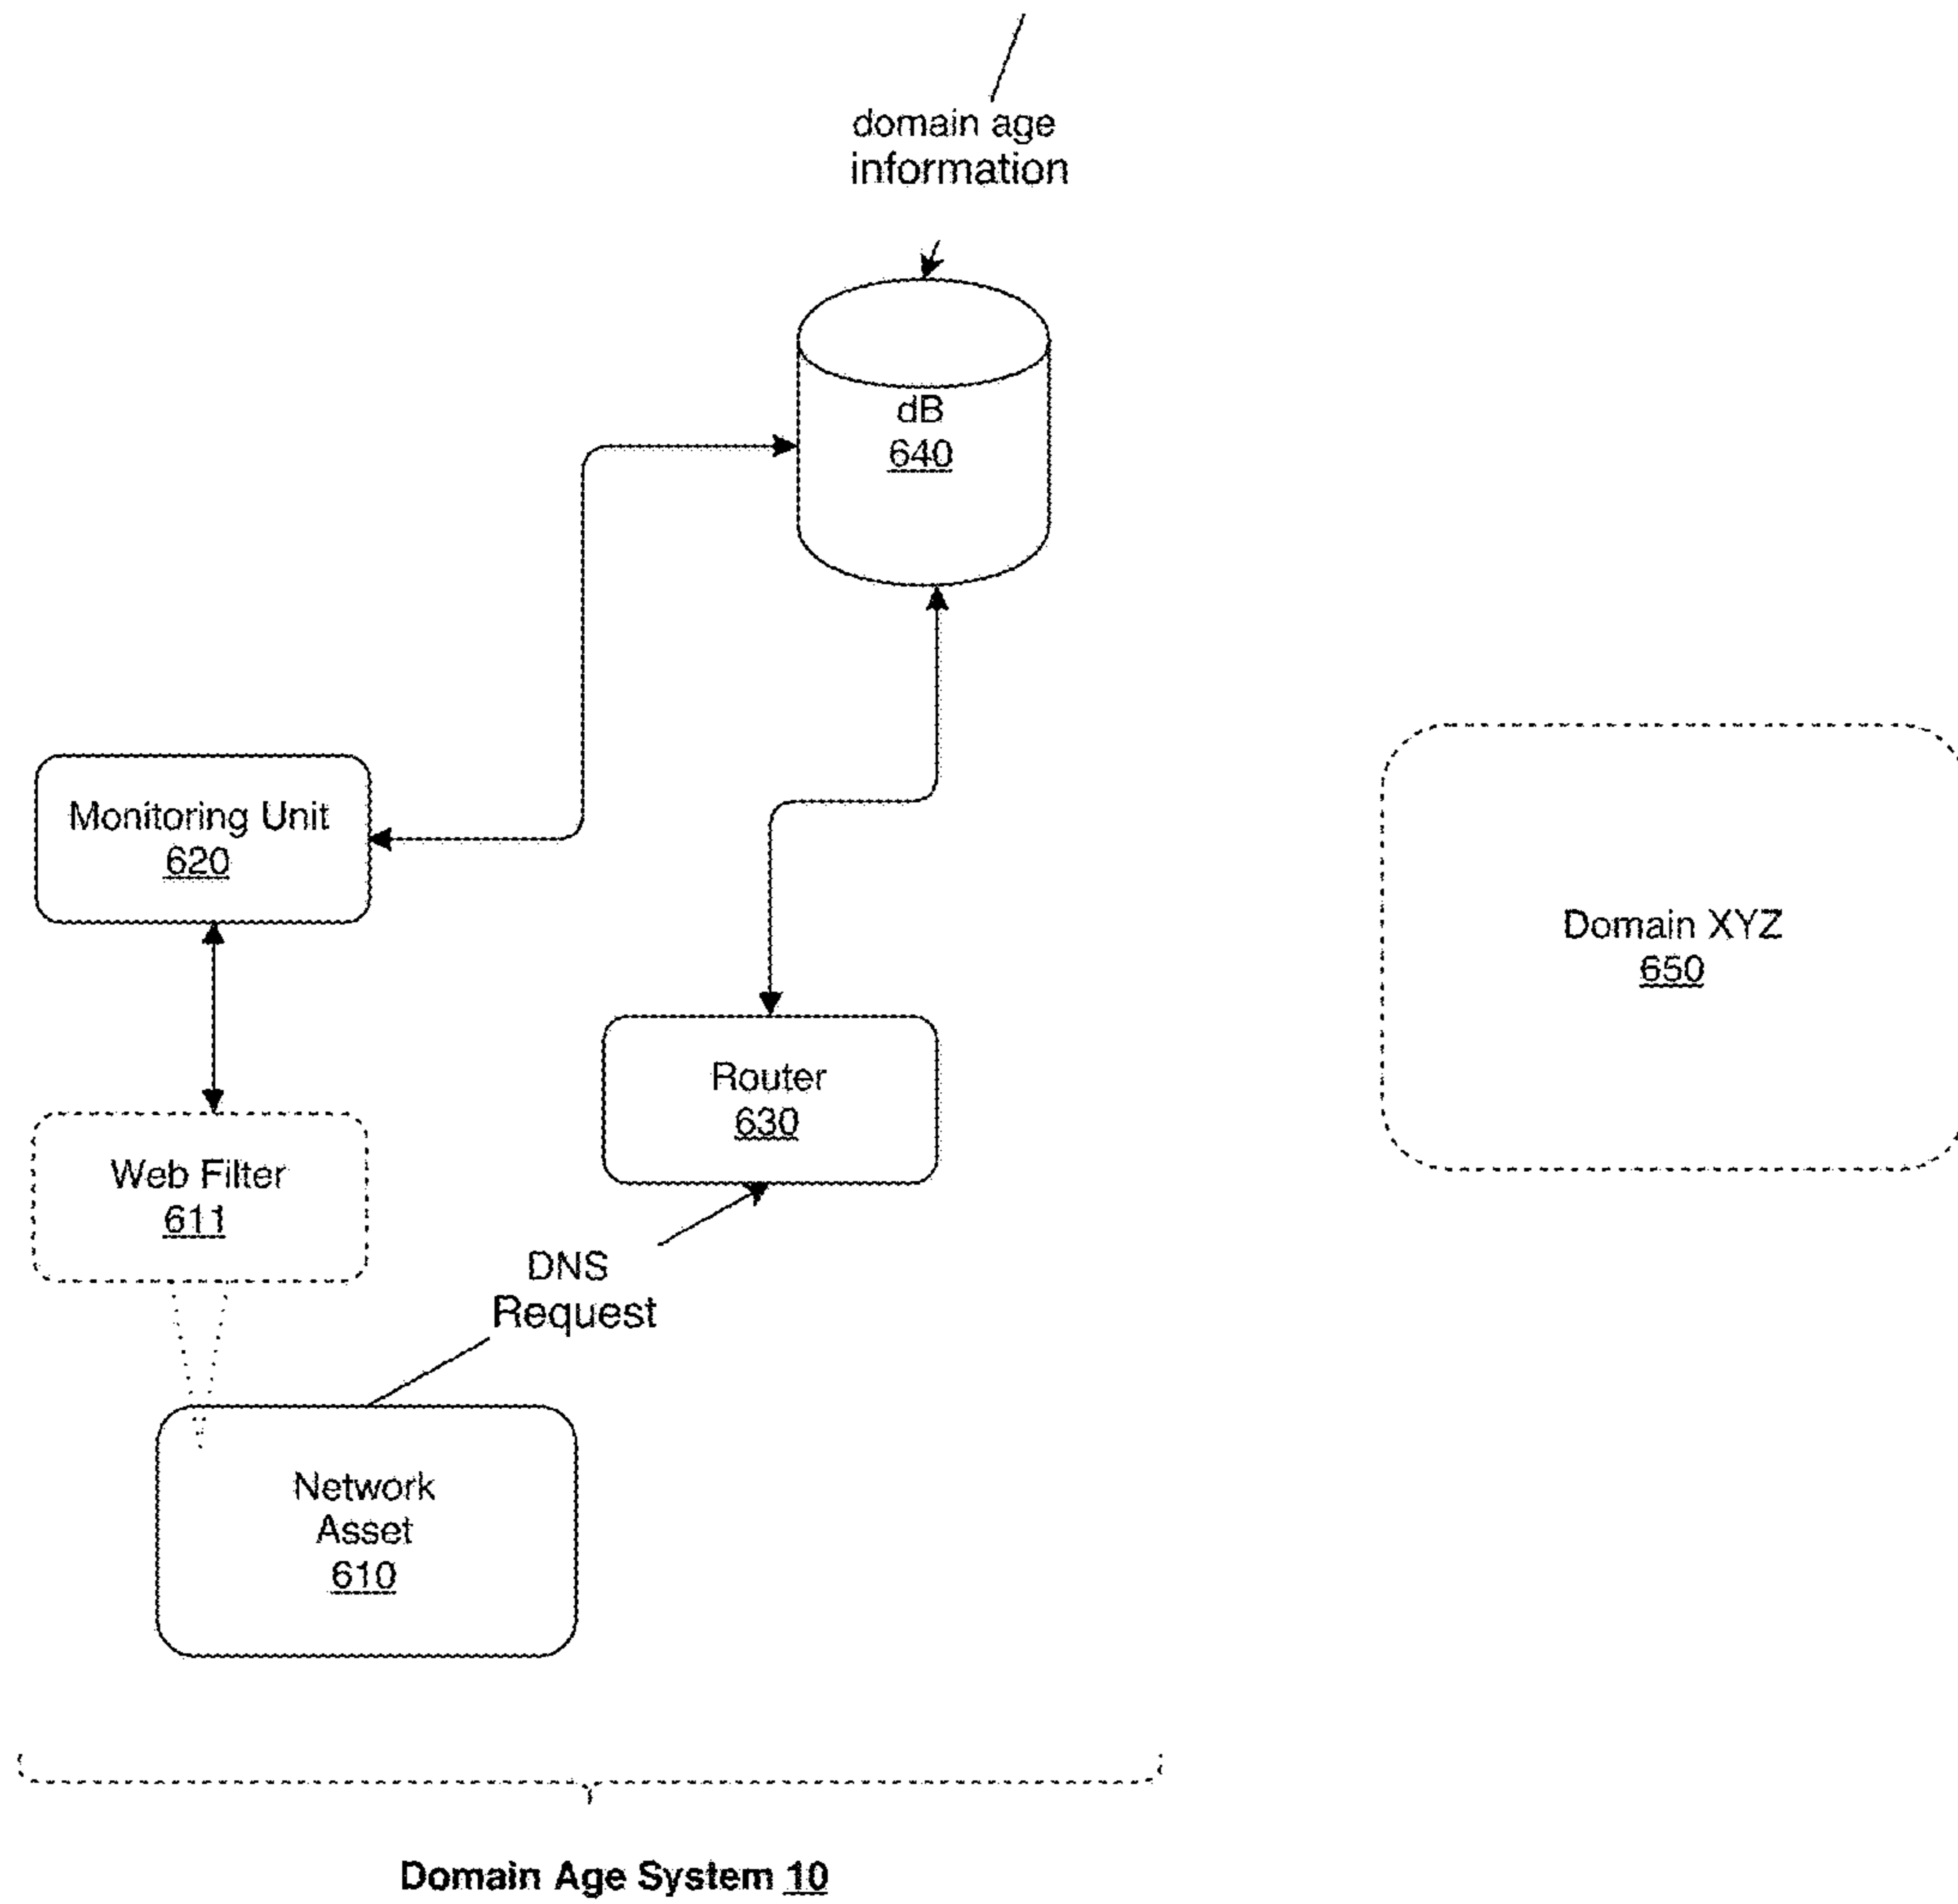 domain age
information
dB
640
Monitoring Unit
620
Domain XYZ
650
Router
630
Web Filter
611
DNS
Request
Network
Asset
610
Domain Age System 10